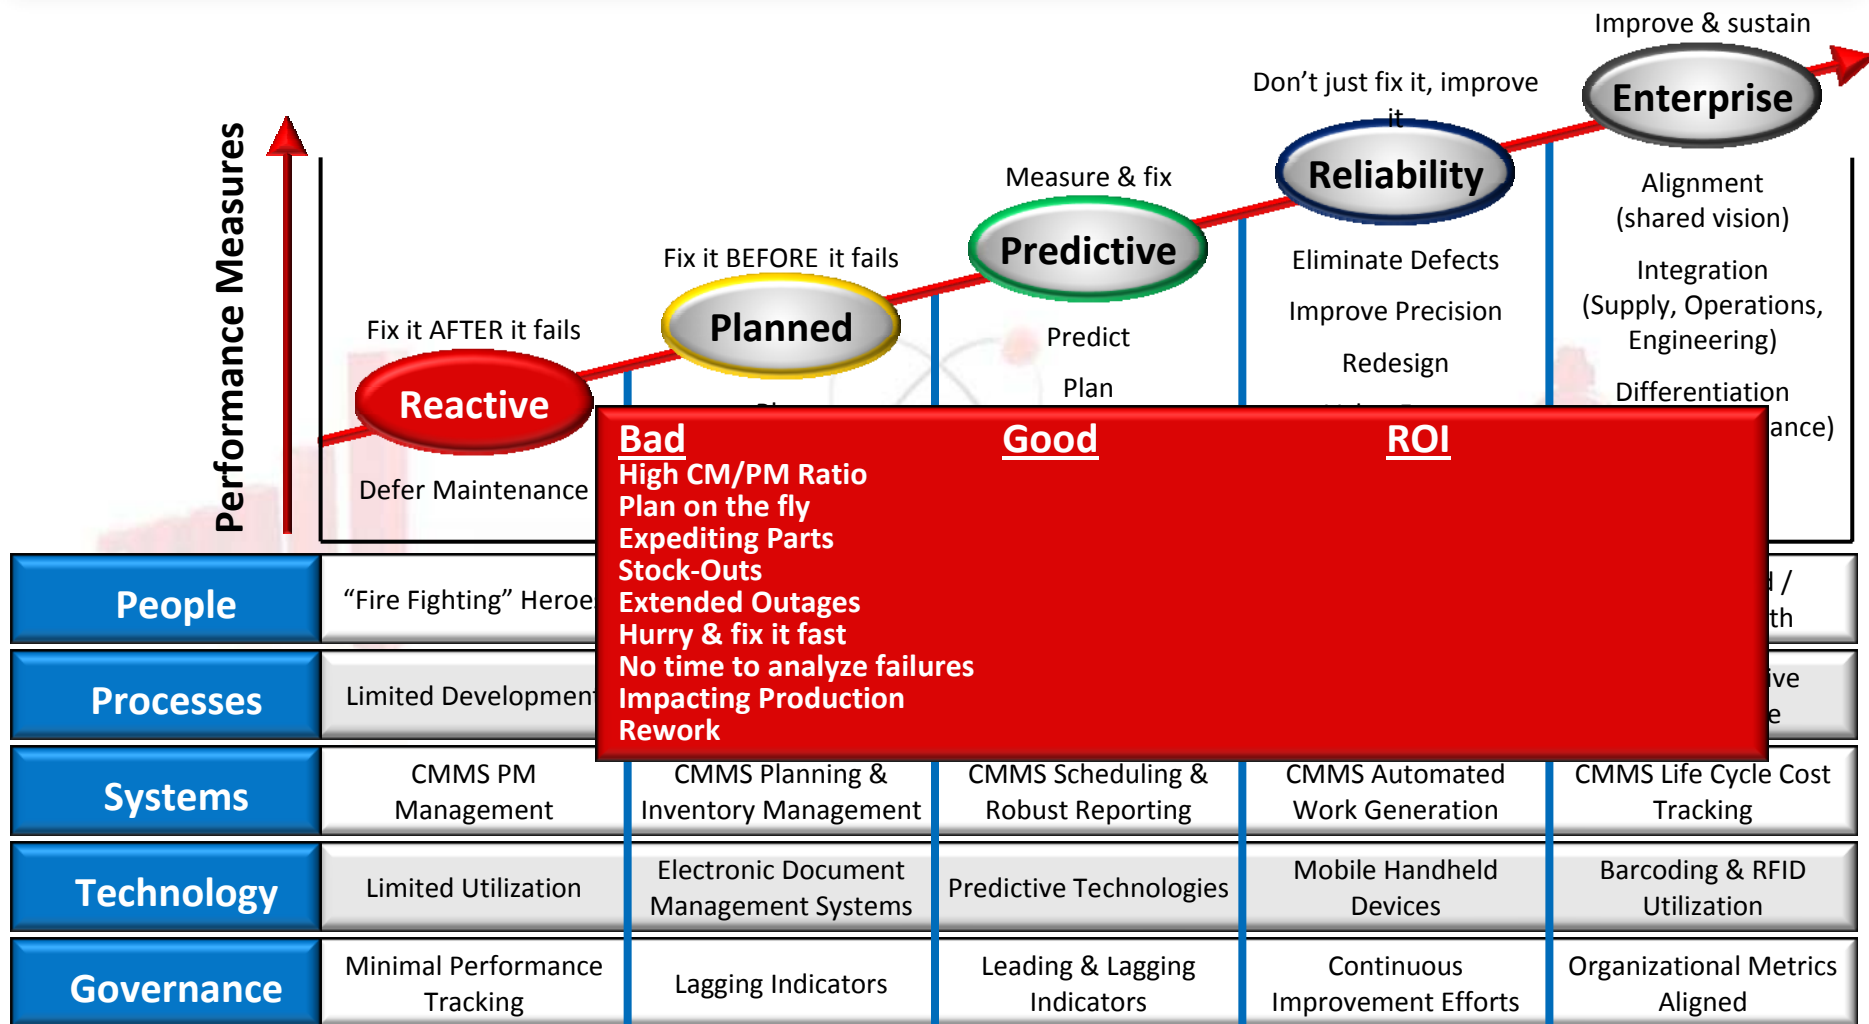 Improve & sustain
Enterprise
Don't just fix it, improve
it
Reliability
Measure & fix
Predictive
Fix it BEFORE it fails
Planned
Fix it AFTER it fails
Reactive
Performance Measures
Defer Maintenance
Predict
Plan
Eliminate Defects
Improve Precision
Redesign
Alignment
(shared vision)
Integration
(Supply, Operations,
Engineering)
Differentiation
ance)
Bad Good ROI
High CM/PM Ratio
Plan on the fly
Expediting Parts
Stock-Outs
Extended Outages
Hurry & fix it fast
No time to analyze failures
Impacting Production
Rework
People
"Fire Fighting" Heroes
/
th
Processes
Limited Development
ive
e
Systems
CMMS PM
Management
CMMS Planning &
Inventory Management
CMMS Scheduling &
Robust Reporting
CMMS Automated
Work Generation
CMMS Life Cycle Cost
Tracking
Technology
Limited Utilization
Electronic Document
Management Systems
Predictive Technologies
Mobile Handheld
Devices
Barcoding & RFID
Utilization
Governance
Minimal Performance
Tracking
Lagging Indicators
Leading & Lagging
Indicators
Continuous
Improvement Efforts
Organizational Metrics
Aligned